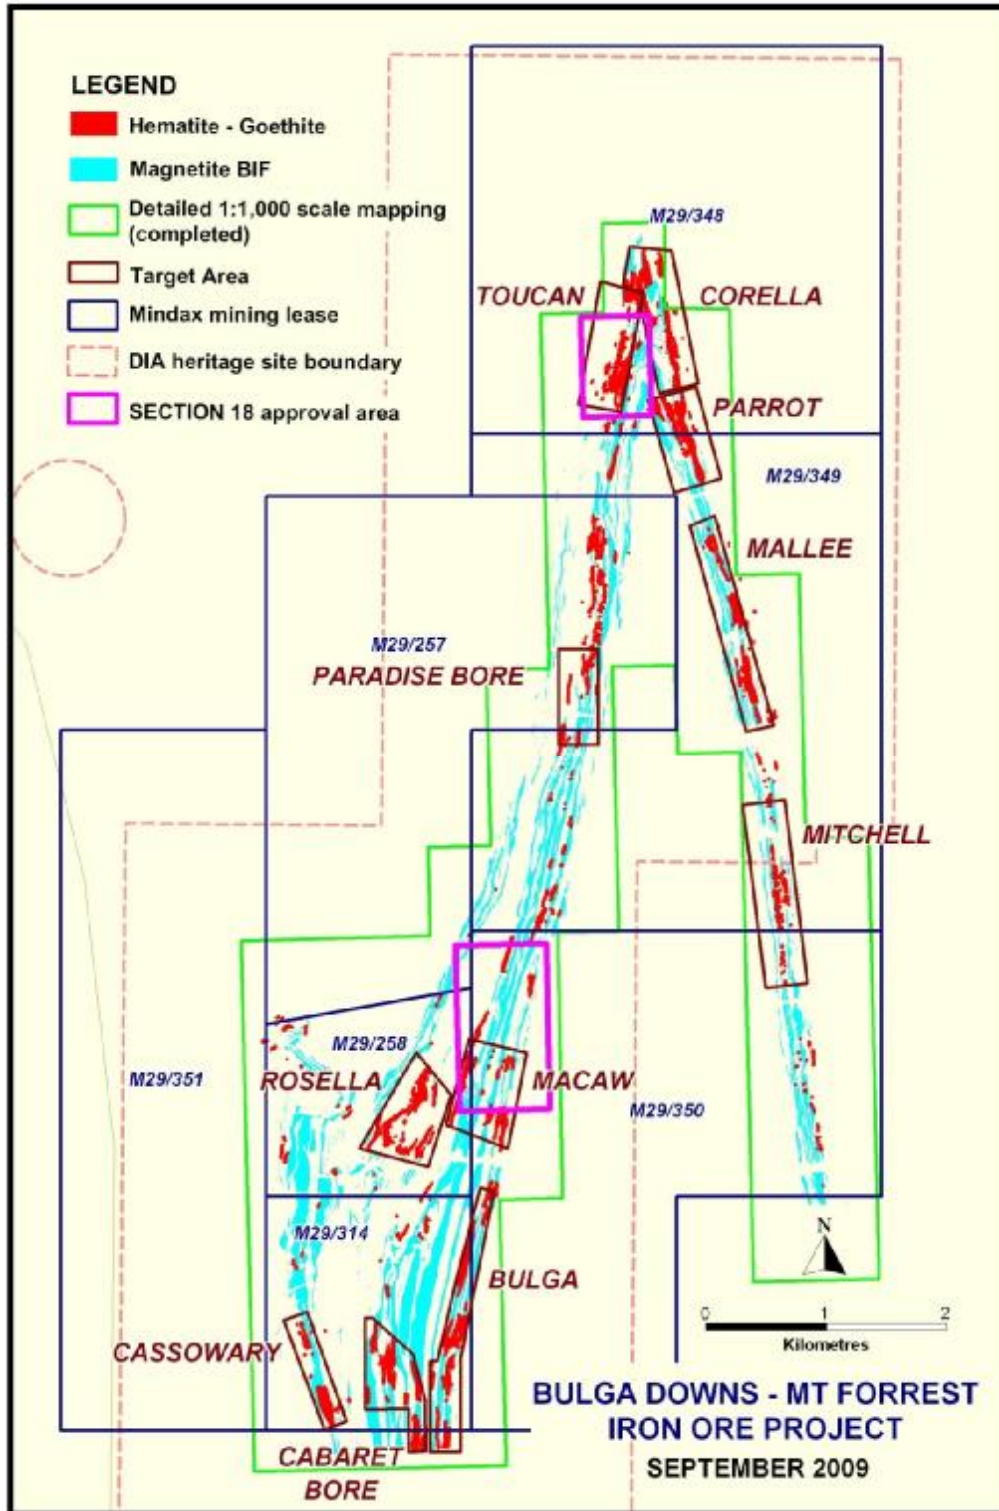 LEGEND
Hematite - Goethite
Magnetite BIF
Detailed 1:1,000 scale mapping
(completed)
Target Area
Mindax mining lease
DIA heritage site boundary
SECTION 18 approval area
M29/348
TOUCAN
CORELLA
PARROT
M29/349
MALLEE
M29/257
PARADISE BORE
MITCHELL
M29/258
ROSELLA
M29/351
MACAW
M29/350
M29/314
BULGA
N
0 1 2
Kilometres
CASSOWARY
CABARET
BORE
BULGA DOWNS - MT FORREST
IRON ORE PROJECT
SEPTEMBER 2009